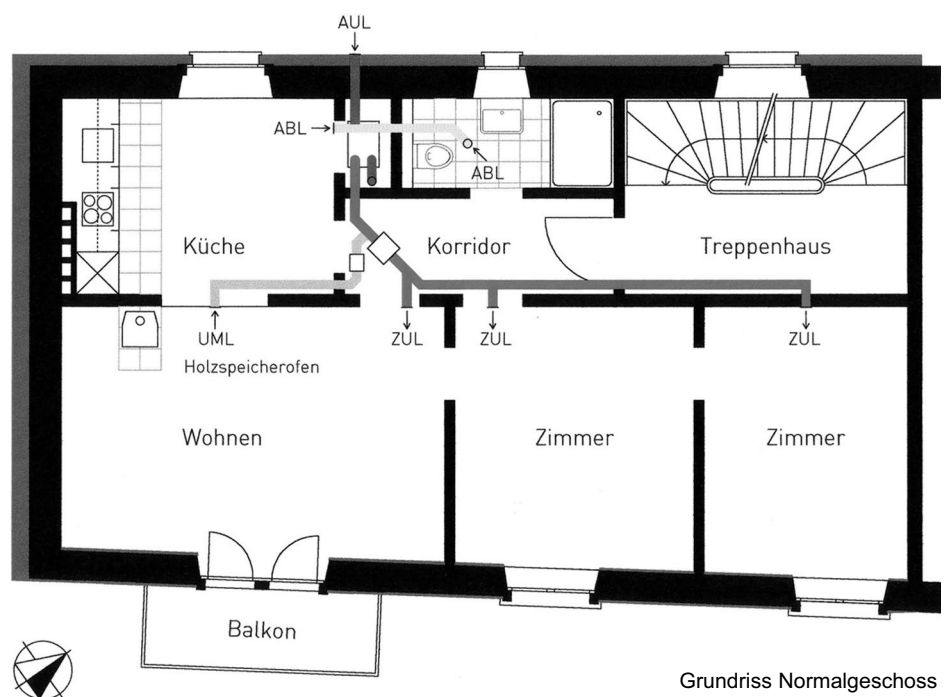 AUL
ABL
ABL
Küche
Korridor
Treppenhaus
UML
ZUL
ZUL
ZUL
Holzspeicherofen
Wohnen
Zimmer
Zimmer
Balkon
Grundriss Normalgeschoss